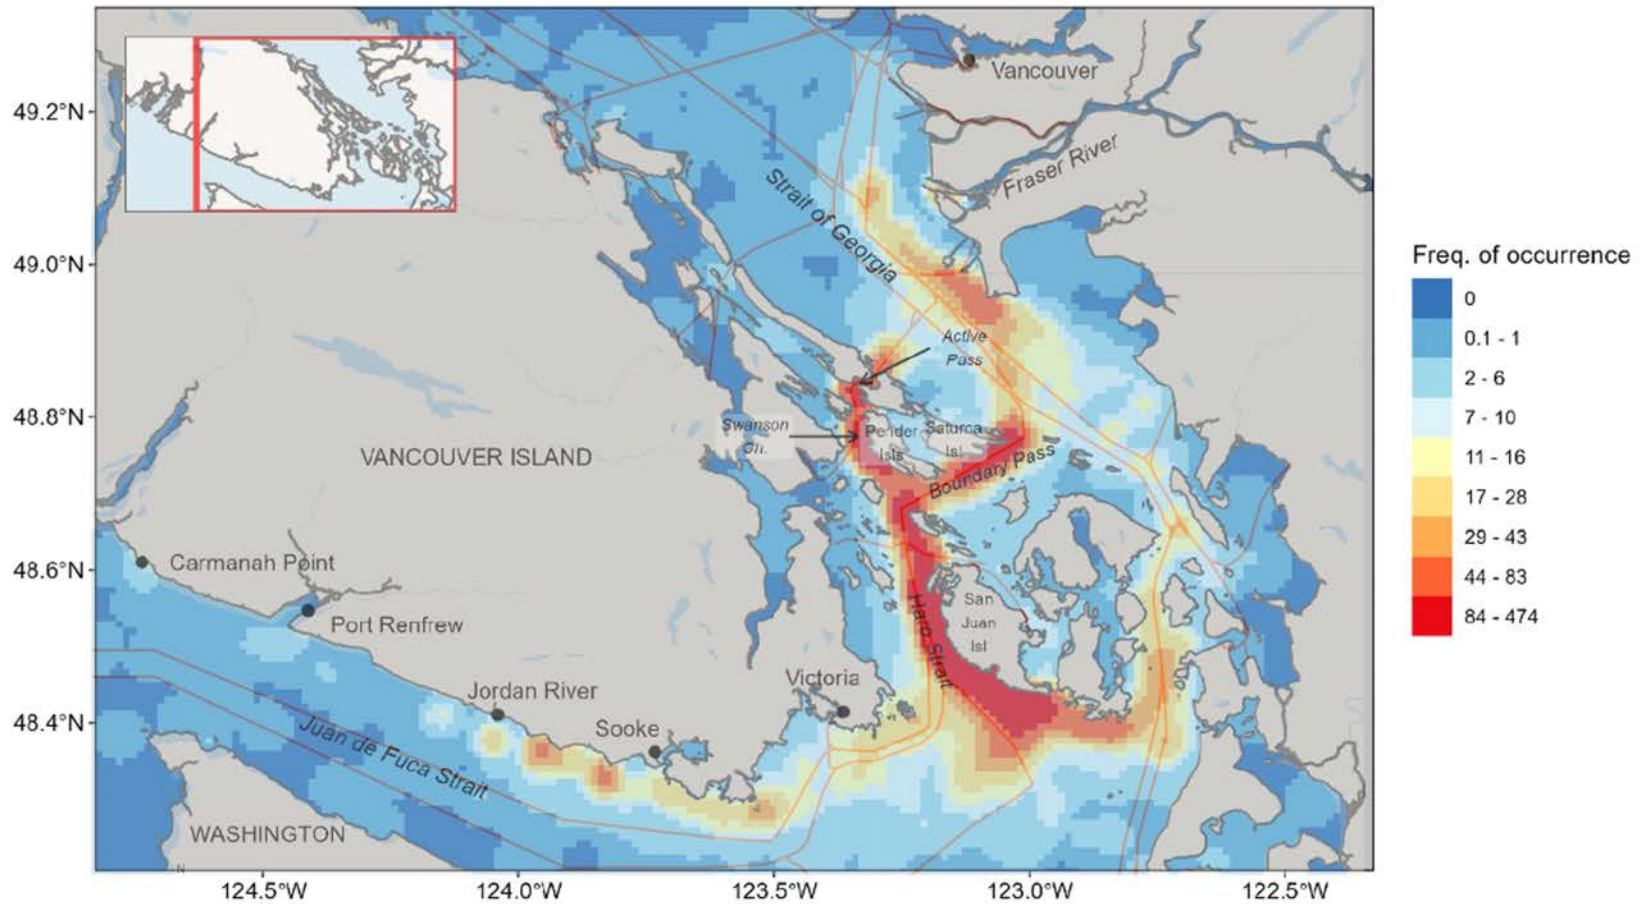 Vancouver
49.2°N
Fraser River
Strait of Georgia
49.0°N
Freq. of occurrence
0
0.1 - 1
2 - 6
7 - 10
11 - 16
17 - 28
29 - 43
44 - 83
84 - 474
Active
Pass
48.8°N
Swanson
Ch.
Pender
Isls
Saturna
Isl
VANCOUVER ISLAND
Boundary Pass
48.6°N
Carmanah Point
Port Renfrew
San
Juan
Isl
Haro Strait
Victoria
Jordan River
48.4°N
Sooke
Juan de Fuca Strait
WASHINGTON
N
124.5°W
124.0°W
123.5°W
123.0°W
122.5°W